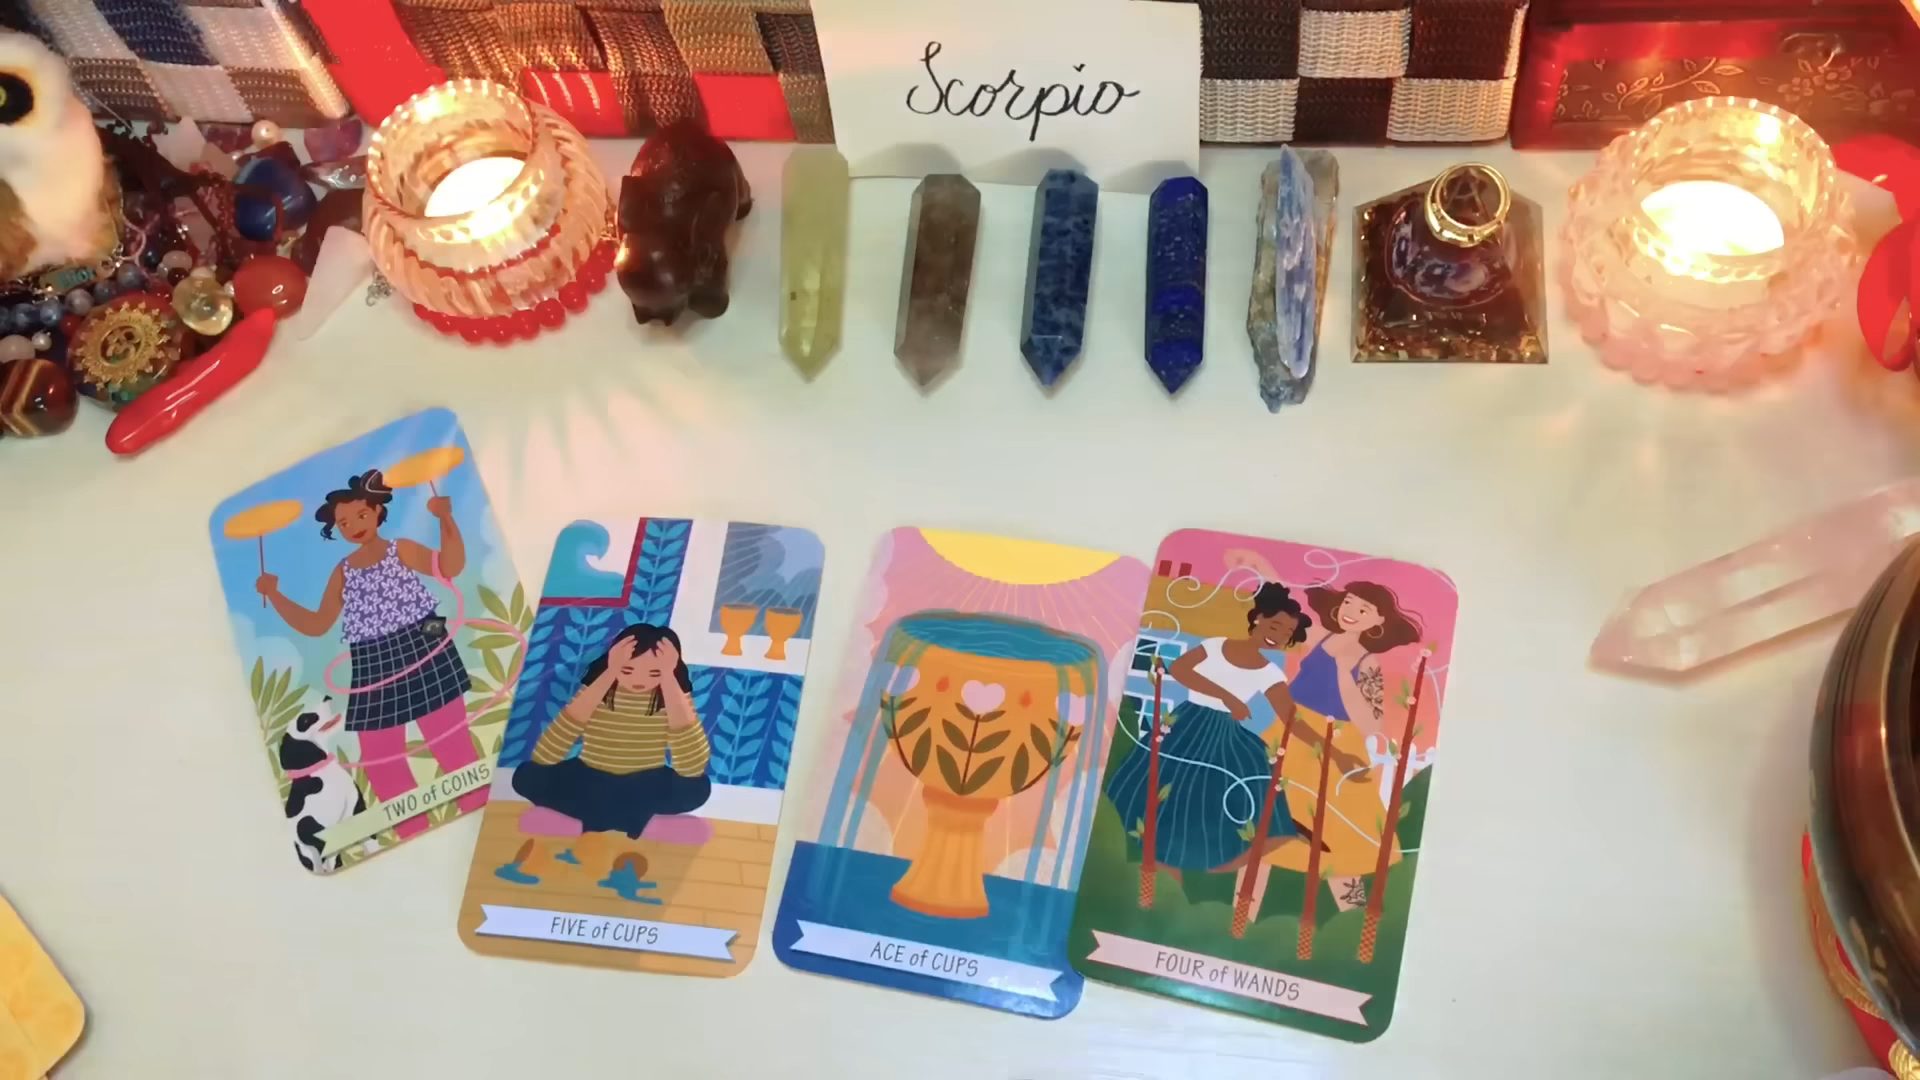 Scorpio
TWO of COINS
FIVE of CUPS
ACE of CUPS
FOUR of WANDS